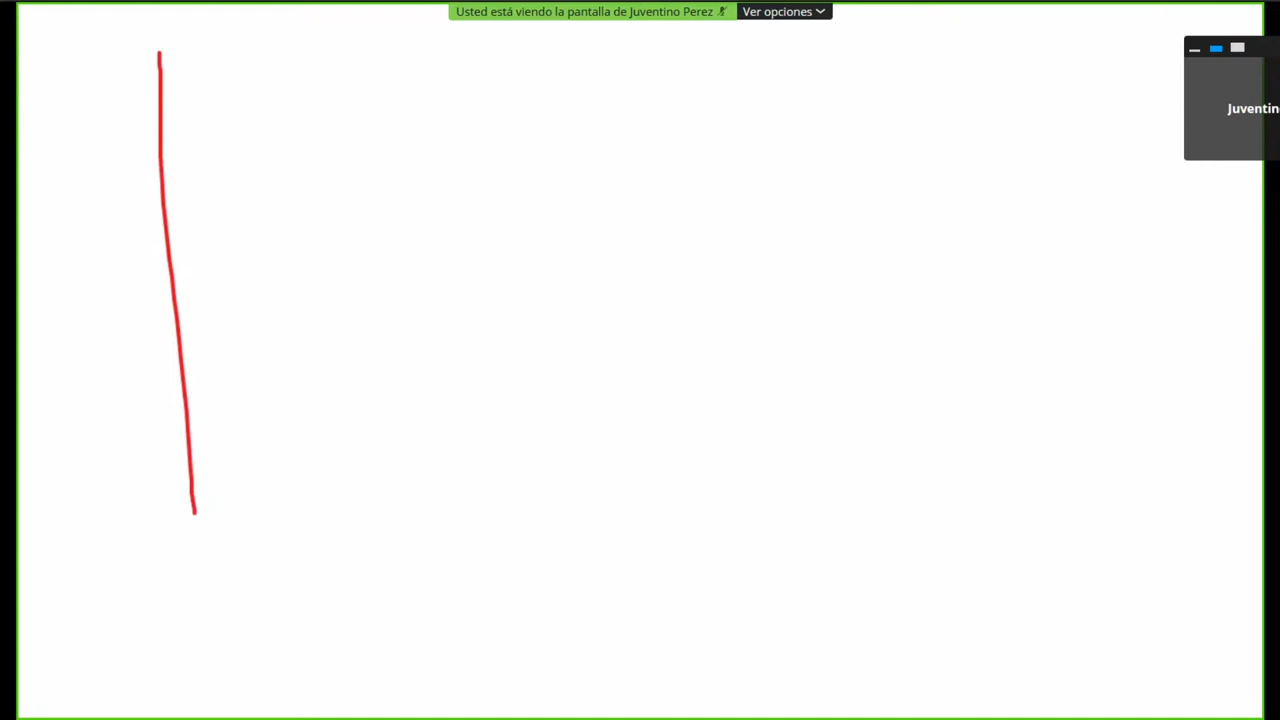 Usted está viendo la pantalla de Juventino Perez
Ver opciones
Juventin